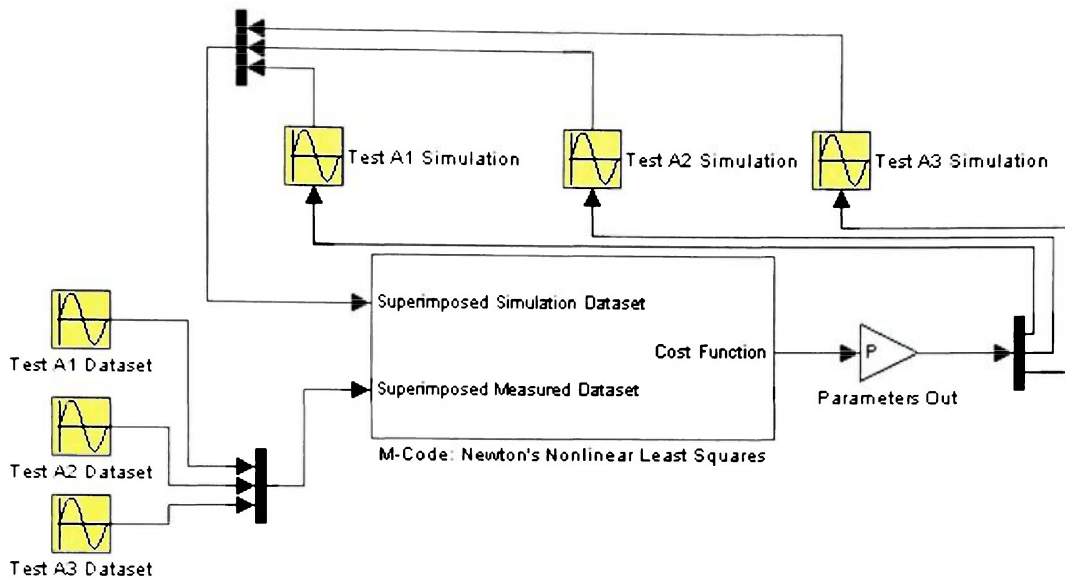 Test A1 Simulation
Test A2 Simulation
Test A3 Simulation
Superimposed Simulation Dataset
Cost Function
Superimposed Measured Dataset
M-Code: Newton's Nonlinear Least Squares
P
Parameters Out
Test A1 Dataset
Test A2 Dataset
Test A3 Dataset